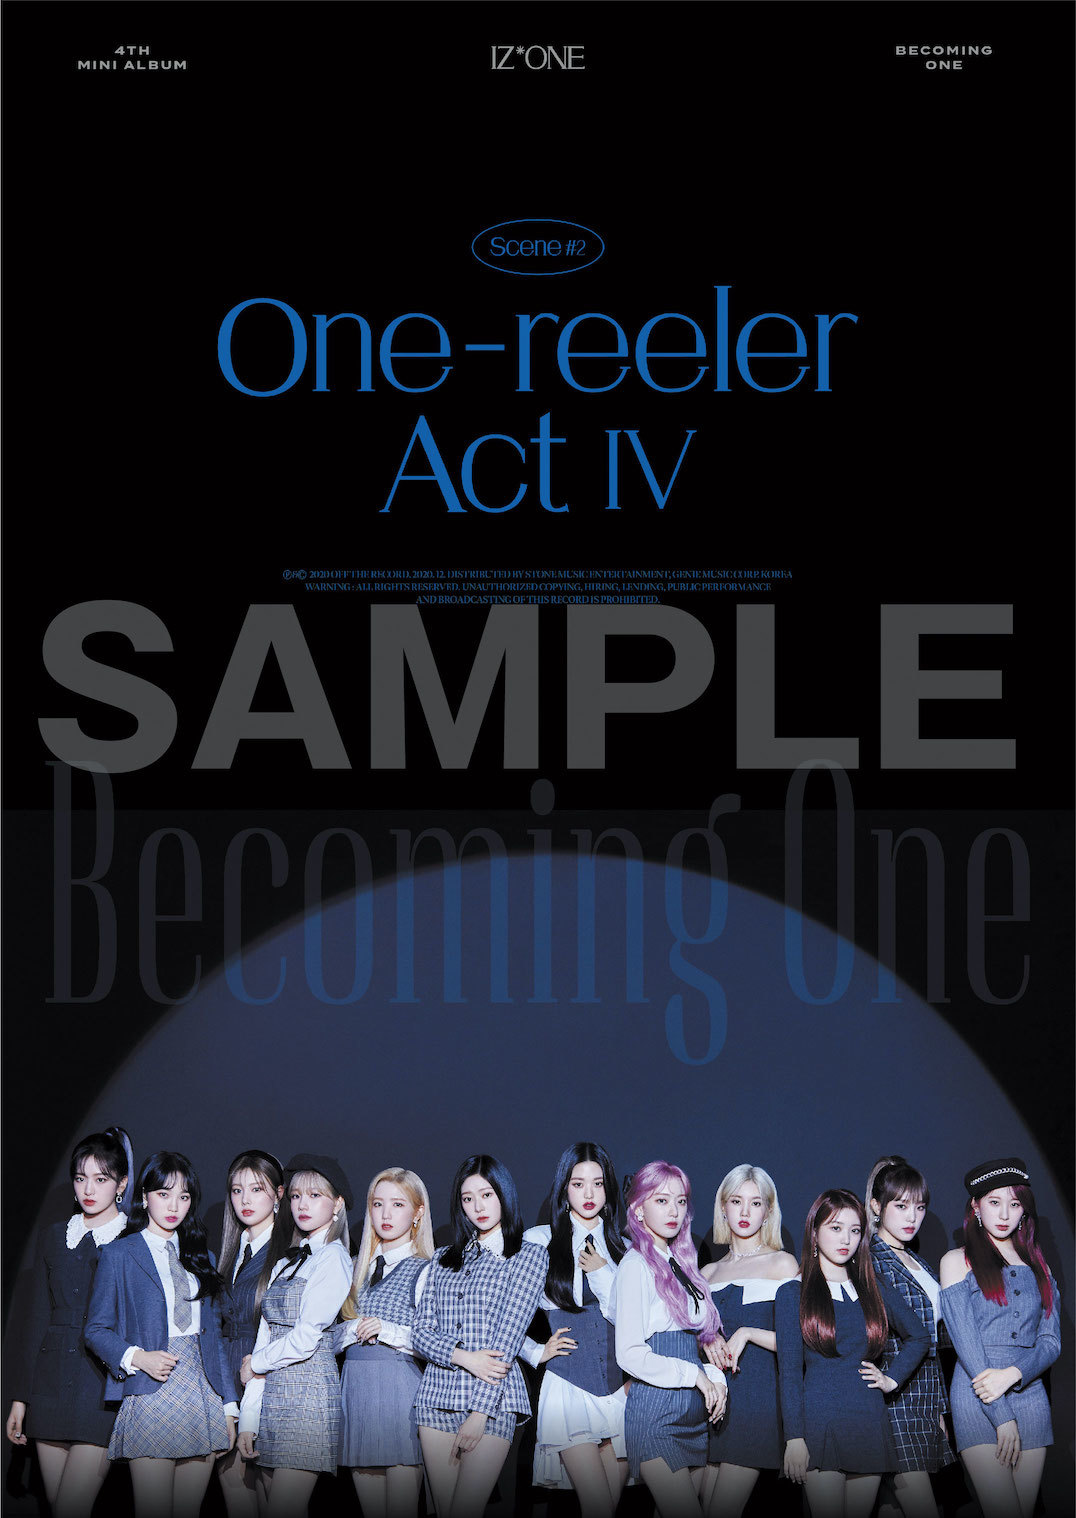 4TH
MINI ALBUM
IZ*ONE
BECOMING
ONE
Scene #2
One-reeler
Act IV
℗&© 2020 OFF THE RECORD. 2020. 12. DISTRIBUTED BY STONE MUSIC ENTERTAINMENT, GENIE MUSIC CORP. KOREA
WARNING : ALL RIGHTS RESERVED. UNAUTHORIZED COPYING, HIRING, LENDING, PUBLIC PERFORMANCE
AND BROADCASTING OF THIS RECORD IS PROHIBITED.
SAMPLE
Becoming One